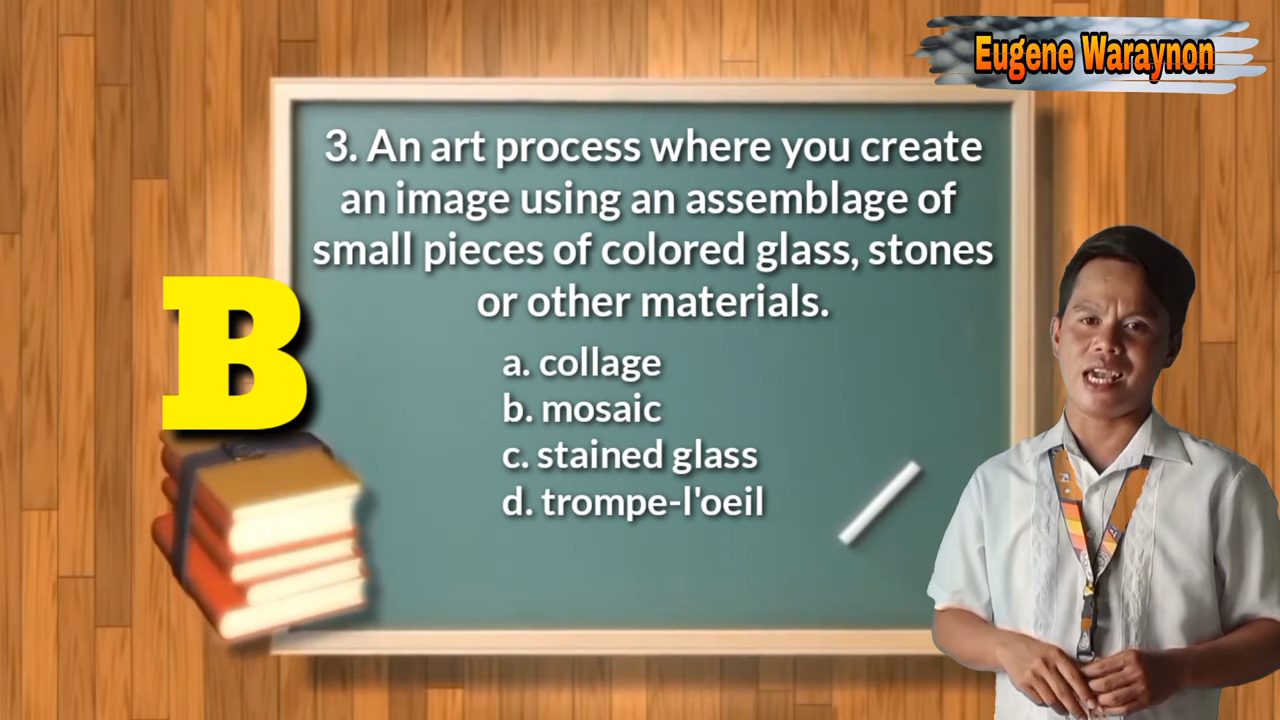 Eugene Waraynon
3. An art process where you create
an image using an assemblage of
small pieces of colored glass, stones
or other materials.
B
a. collage
b. mosaic
c. stained glass
d. trompe-l'oeil